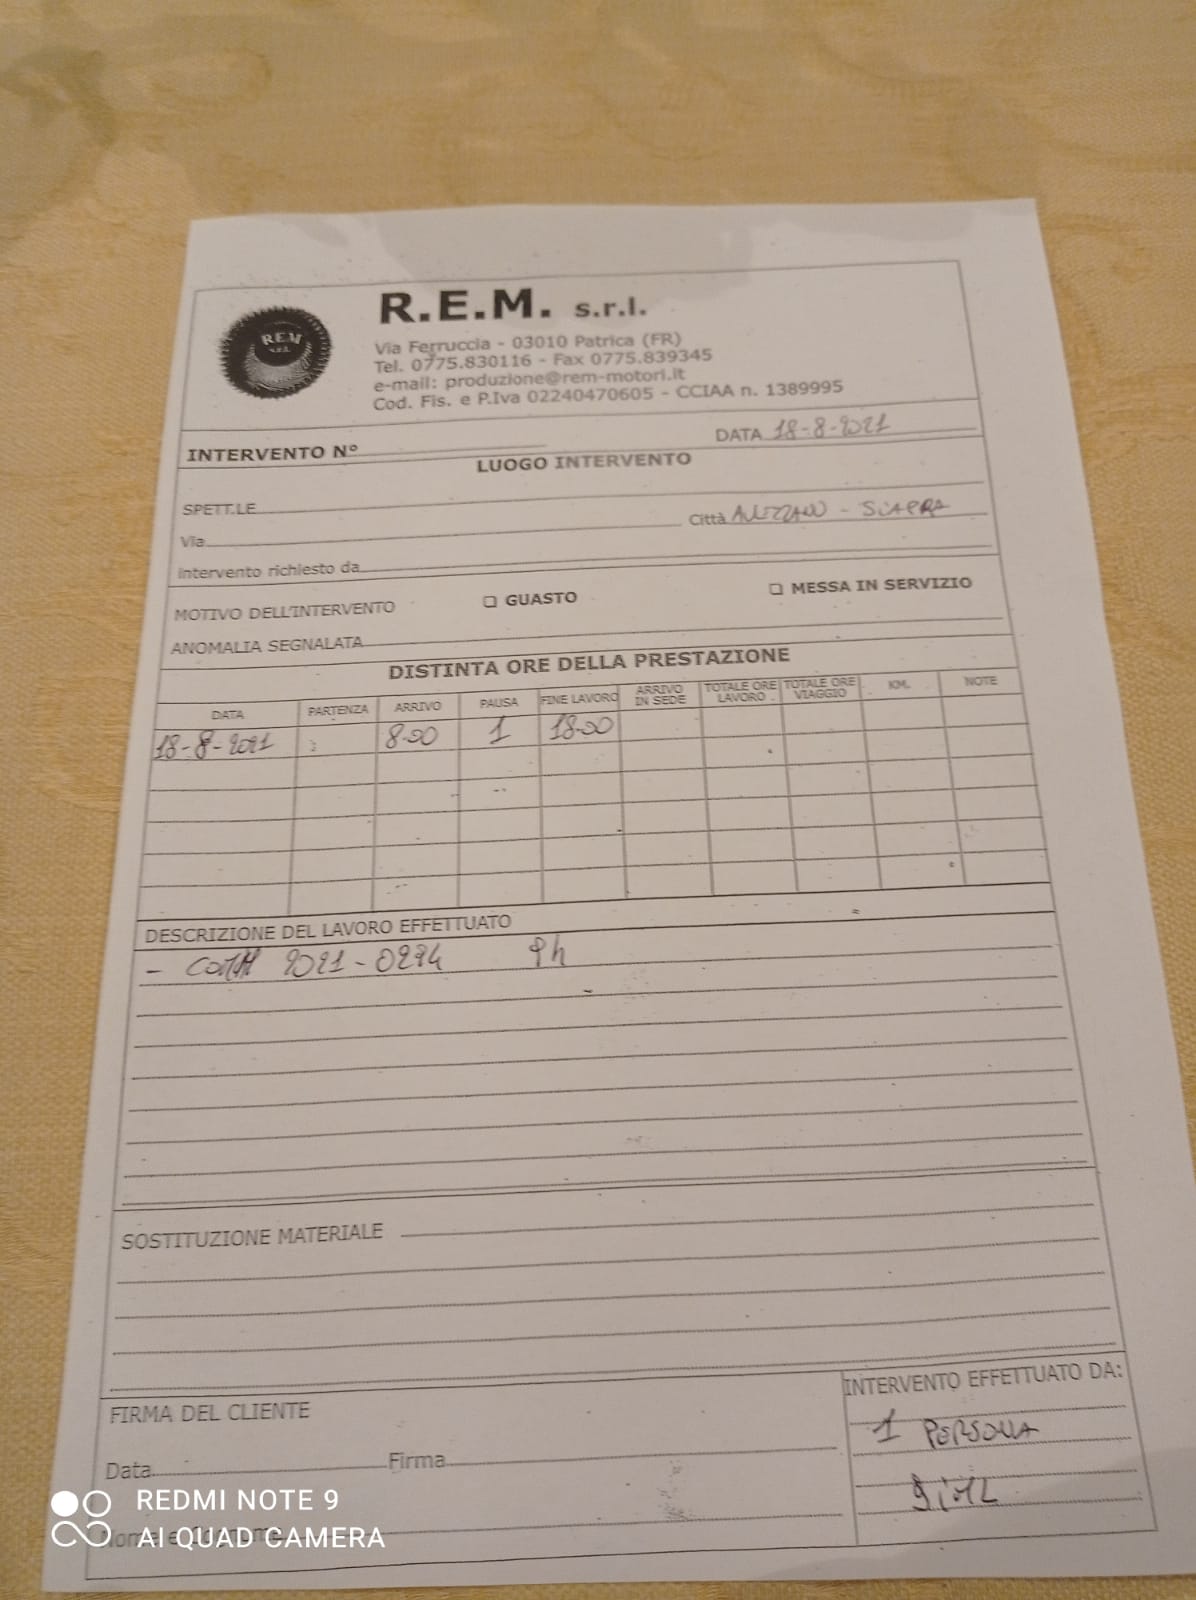 REM
s.r.l.
R.E.M. s.r.l.
Via Ferruccia - 03010 Patrica (FR)
Tel. 0775.830116 - Fax 0775.839345
e-mail: produzione@rem-motori.it
Cod. Fis. e P.Iva 02240470605 - CCIAA n. 1389995
INTERVENTO N° DATA 18-8-2021
LUOGO INTERVENTO
SPETT.LE
Via Città AVEZZANO -
Intervento richiesto da
MOTIVO DELL'INTERVENTO GUASTO MESSA IN SERVIZIO
ANOMALIA SEGNALATA
DISTINTA ORE DELLA PRESTAZIONE
DATA PARTENZA ARRIVO PAUSA FINE LAVORO ARRIVO IN SEDE TOTALE ORE LAVORO TOTALE ORE VIAGGIO KM. NOTE
18-8-2021 8.00 1 18.00
DESCRIZIONE DEL LAVORO EFFETTUATO
- 9h
SOSTITUZIONE MATERIALE
FIRMA DEL CLIENTE
Data Firma
INTERVENTO EFFETTUATO DA:
1 PERSONA
REDMI NOTE 9
AI QUAD CAMERA